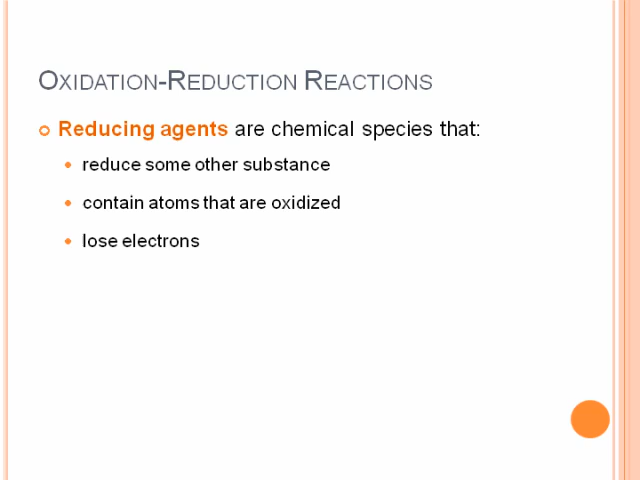 Oxidation-Reduction Reactions
Reducing agents are chemical species that:
reduce some other substance
contain atoms that are oxidized
lose electrons